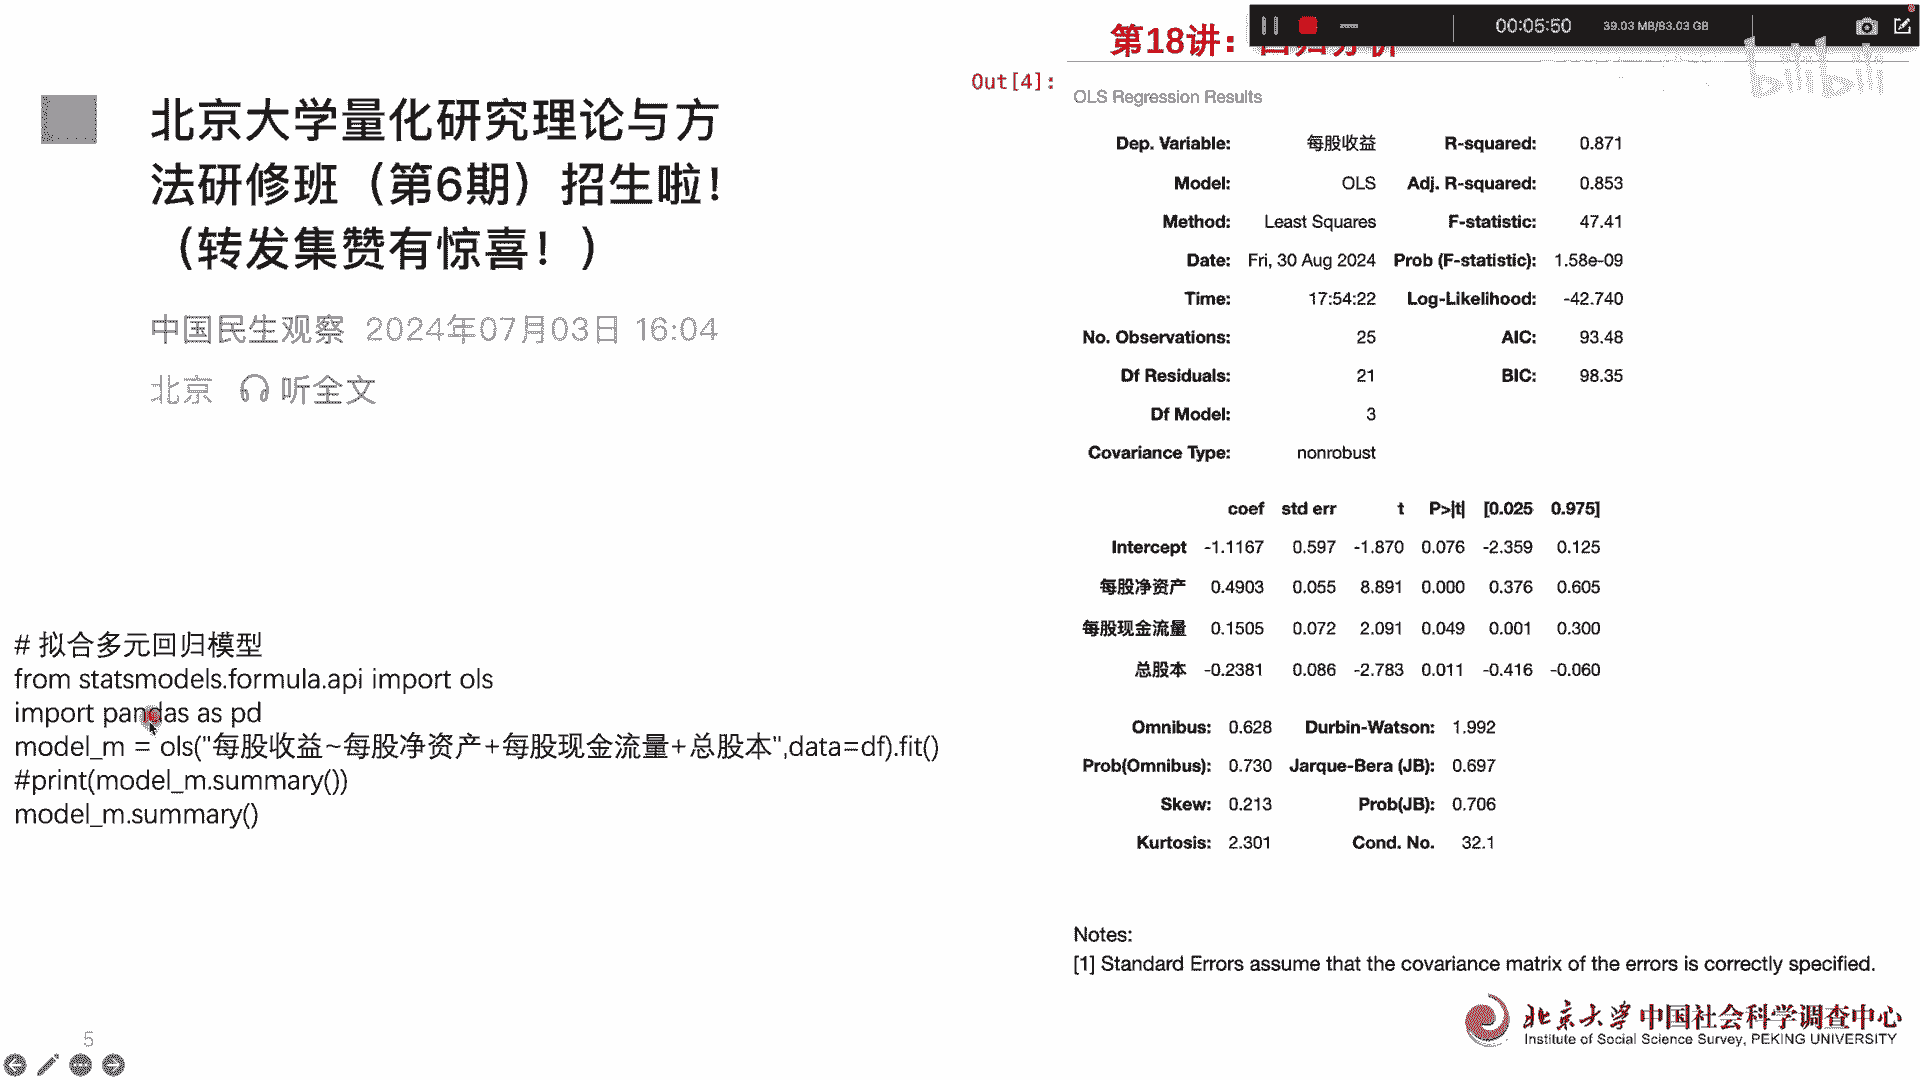 北京大学量化研究理论与方
法研修班（第6期）招生啦！
（转发集赞有惊喜！）
中国民生观察 2024年07月03日 16:04
北京 听全文
# 拟合多元回归模型
from statsmodels.formula.api import ols
import pandas as pd
model_m = ols("每股收益~每股净资产+每股现金流量+总股本",data=df).fit()
#print(model_m.summary())
model_m.summary()
5
00:05:50 39.03 MB/83.03 GB
第18讲：回归分析
bilibili
Out[4]:
OLS Regression Results
Dep. Variable: 每股收益 R-squared: 0.871
Model: OLS Adj. R-squared: 0.853
Method: Least Squares F-statistic: 47.41
Date: Fri, 30 Aug 2024 Prob (F-statistic): 1.58e-09
Time: 17:54:22 Log-Likelihood: -42.740
No. Observations: 25 AIC: 93.48
Df Residuals: 21 BIC: 98.35
Df Model: 3
Covariance Type: nonrobust
coef std err t P>|t| [0.025 0.975]
Intercept -1.1167 0.597 -1.870 0.076 -2.359 0.125
每股净资产 0.4903 0.055 8.891 0.000 0.376 0.605
每股现金流量 0.1505 0.072 2.091 0.049 0.001 0.300
总股本 -0.2381 0.086 -2.783 0.011 -0.416 -0.060
Omnibus: 0.628 Durbin-Watson: 1.992
Prob(Omnibus): 0.730 Jarque-Bera (JB): 0.697
Skew: 0.213 Prob(JB): 0.706
Kurtosis: 2.301 Cond. No. 32.1
Notes:
[1] Standard Errors assume that the covariance matrix of the errors is correctly specified.
北京大学中国社会科学调查中心
Institute of Social Science Survey, PEKING UNIVERSITY